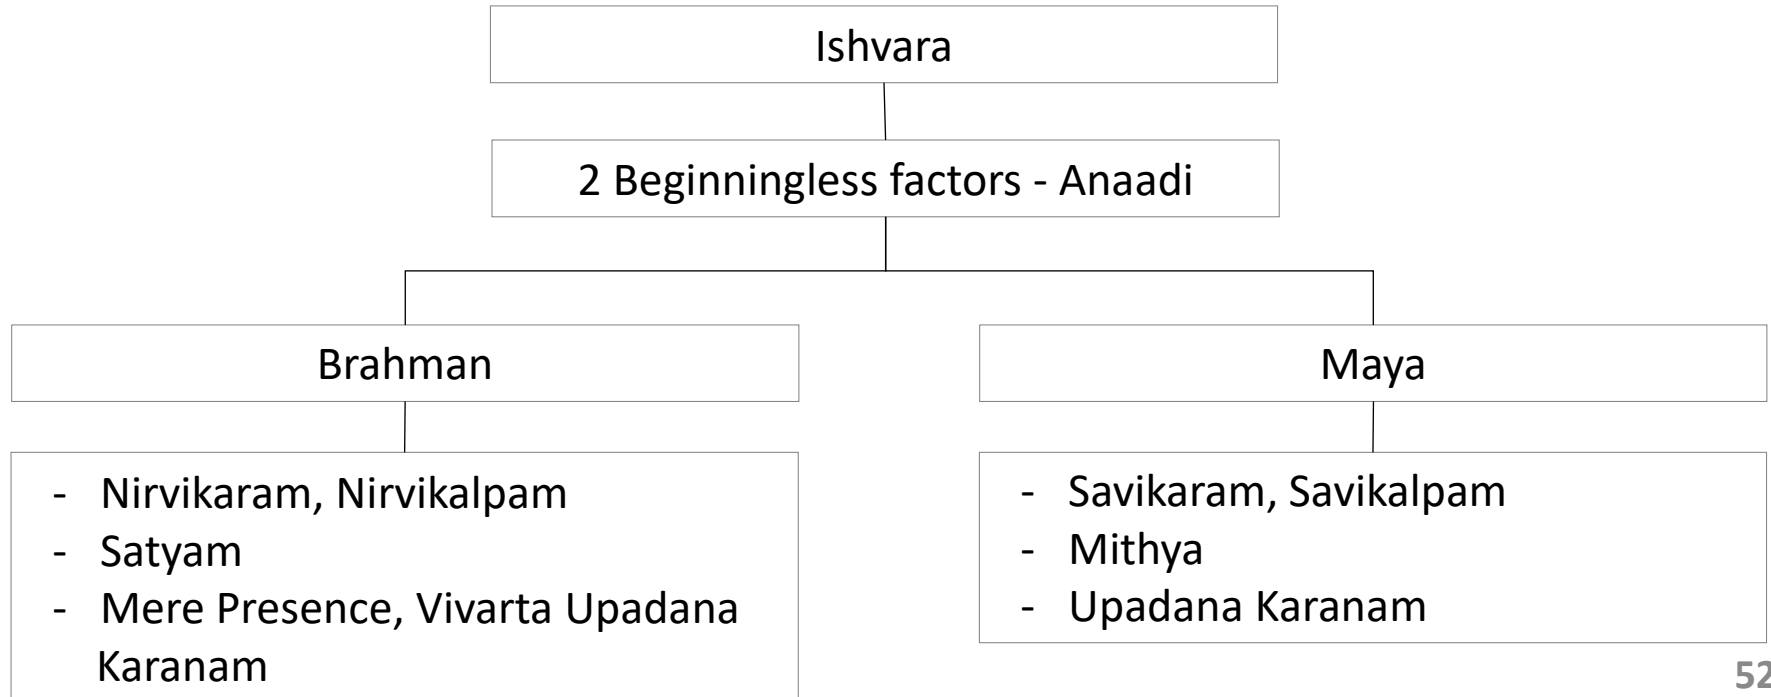 Ishvara
2 Beginningless factors - Anaadi
Brahman
Maya
- Nirvikaram, Nirvikalpam
- Satyam
- Mere Presence, Vivarta Upadana
Karanam
- Savikaram, Savikalpam
- Mithya
- Upadana Karanam
52